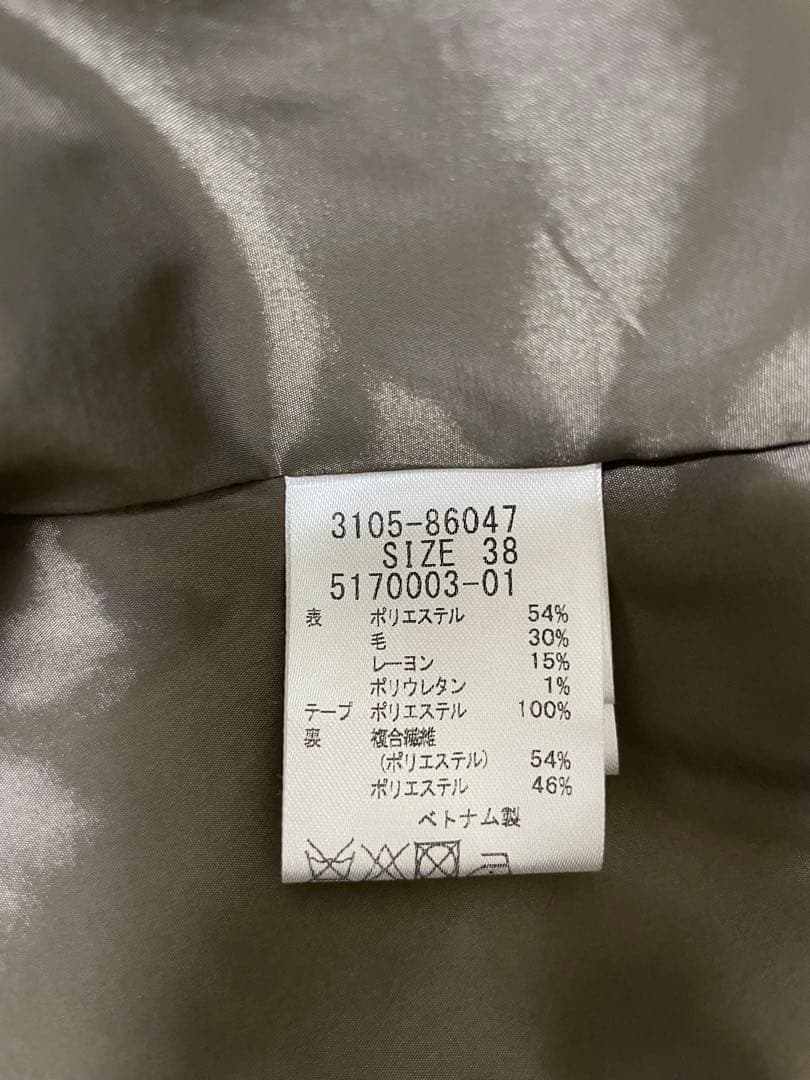 3105-86047
SIZE 38
5170003-01
表 ポリエステル 54%
毛 30%
レーヨン 15%
ポリウレタン 1%
テープ ポリエステル 100%
裏 複合繊維
(ポリエステル) 54%
ポリエステル 46%
ベトナム製